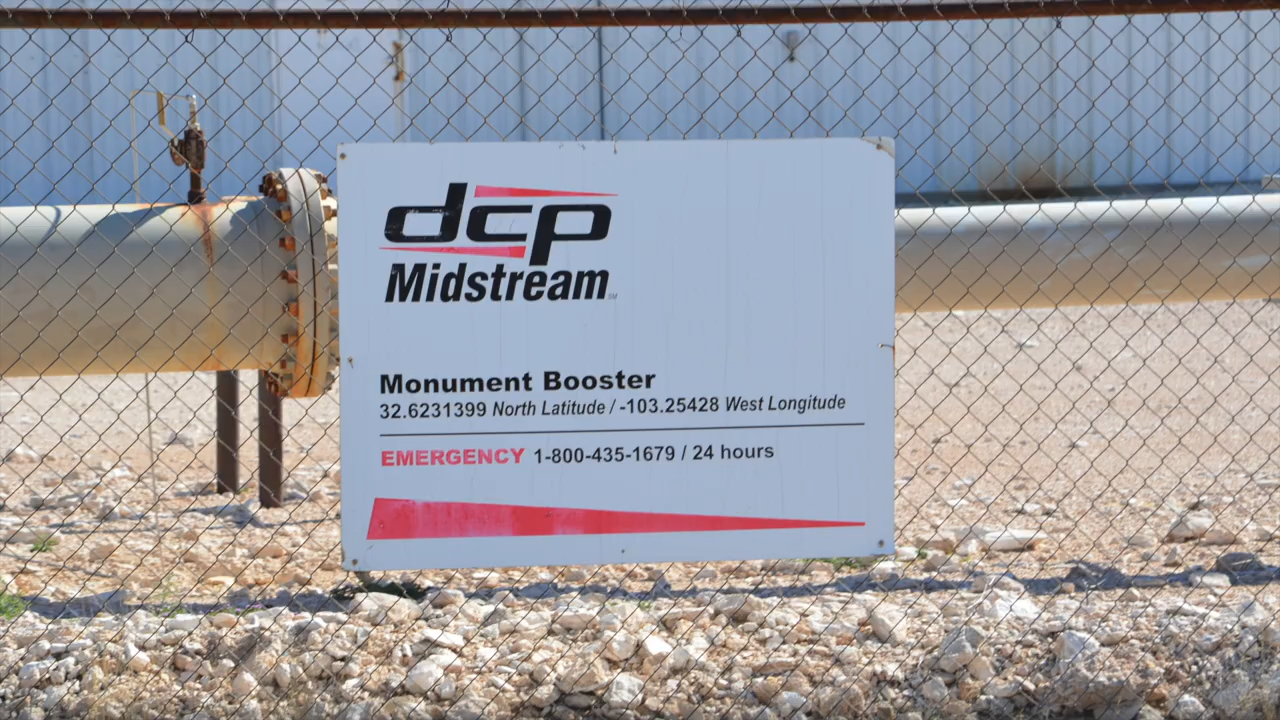 dcp
Midstream
Monument Booster
32.6231399 North Latitude / -103.25428 West Longitude
EMERGENCY 1-800-435-1679 / 24 hours